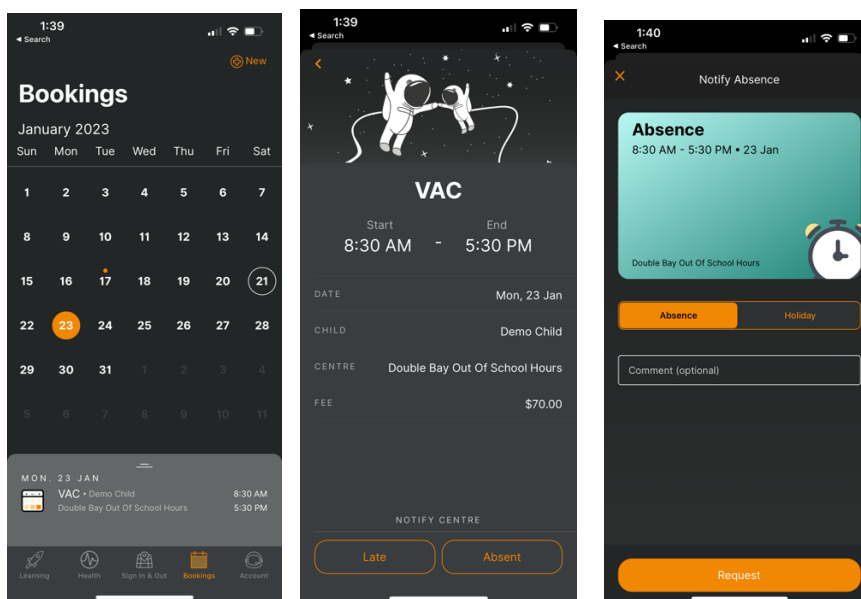 1:39
◄ Search
New
Bookings
January 2023
Sun Mon Tue Wed Thu Fri Sat
1 2 3 4 5 6 7
8 9 10 11 12 13 14
15 16 17 18 19 20 21
22 23 24 25 26 27 28
29 30 31 1 2 3 4
5 6 7 8 9 10 11
MON. 23 JAN
VAC • Demo Child 8:30 AM
Double Bay Out Of School Hours 5:30 PM
Learning Health Sign In & Out Bookings Account
1:39
◄ Search
VAC
Start End
8:30 AM - 5:30 PM
DATE Mon, 23 Jan
CHILD Demo Child
CENTRE Double Bay Out Of School Hours
FEE $70.00
NOTIFY CENTRE
Late Absent
1:40
◄ Search
Notify Absence
Absence
8:30 AM - 5:30 PM • 23 Jan
Double Bay Out Of School Hours
Absence Holiday
Comment (optional)
Request